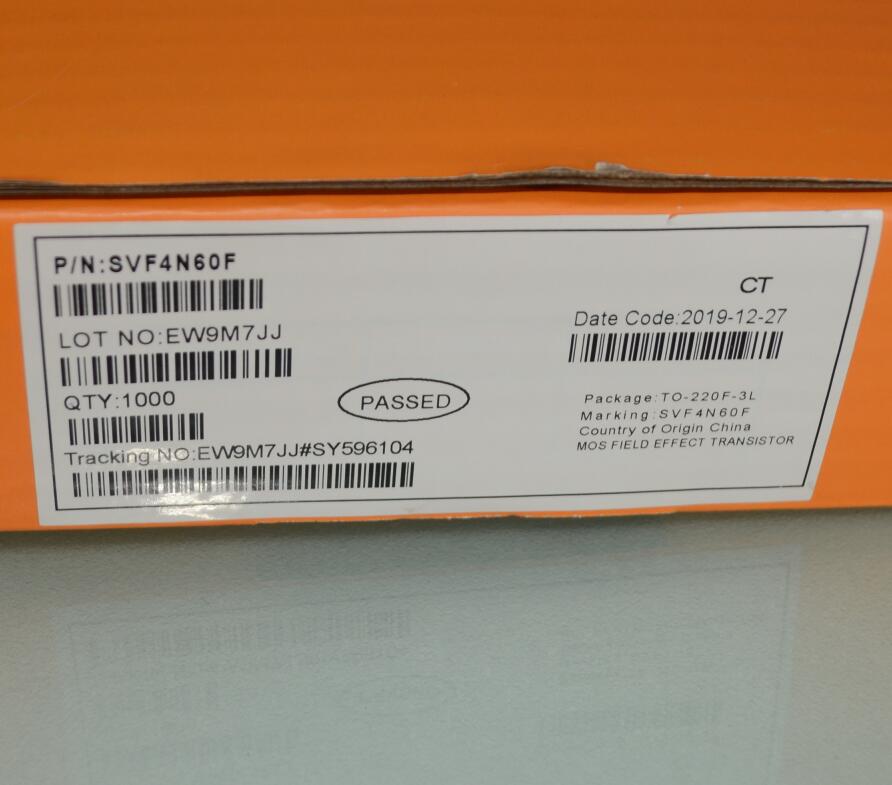 P/N:SVF4N60F
LOT NO:EW9M7JJ
QTY:1000
Tracking NO:EW9M7JJ#SY596104
PASSED
CT
Date Code:2019-12-27
Package:TO-220F-3L
Marking:SVF4N60F
Country of Origin China
MOS FIELD EFFECT TRANSISTOR